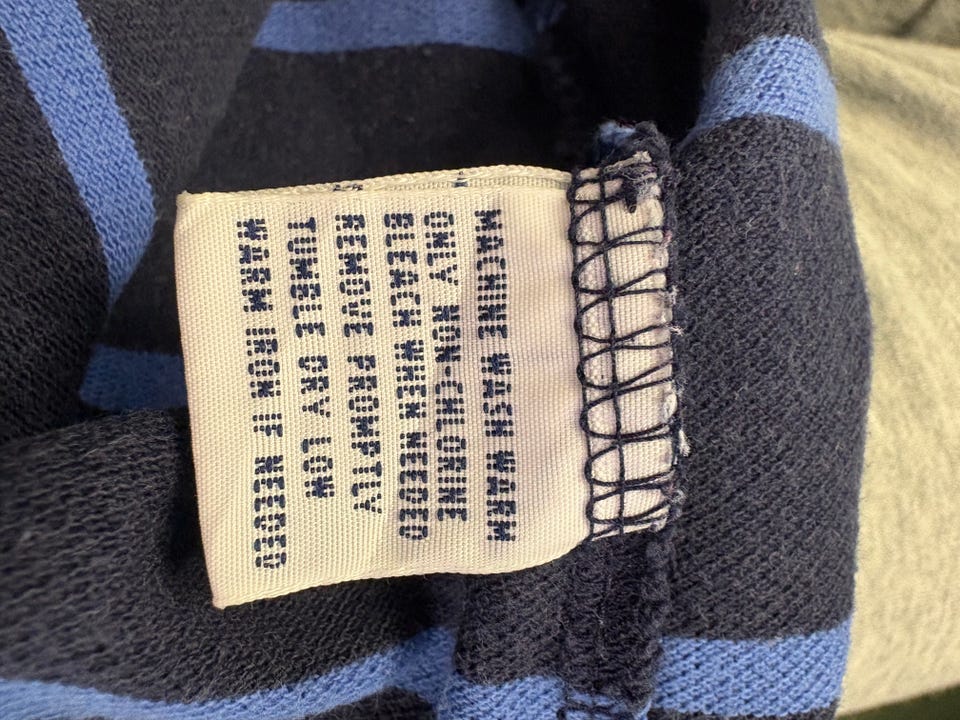 MACHINE WASH WARM
ONLY NON-CHLORINE
BLEACH WHEN NEEDED
REMOVE PROMPTLY
TUMBLE DRY LOW
WARM IRON IF NEEDED